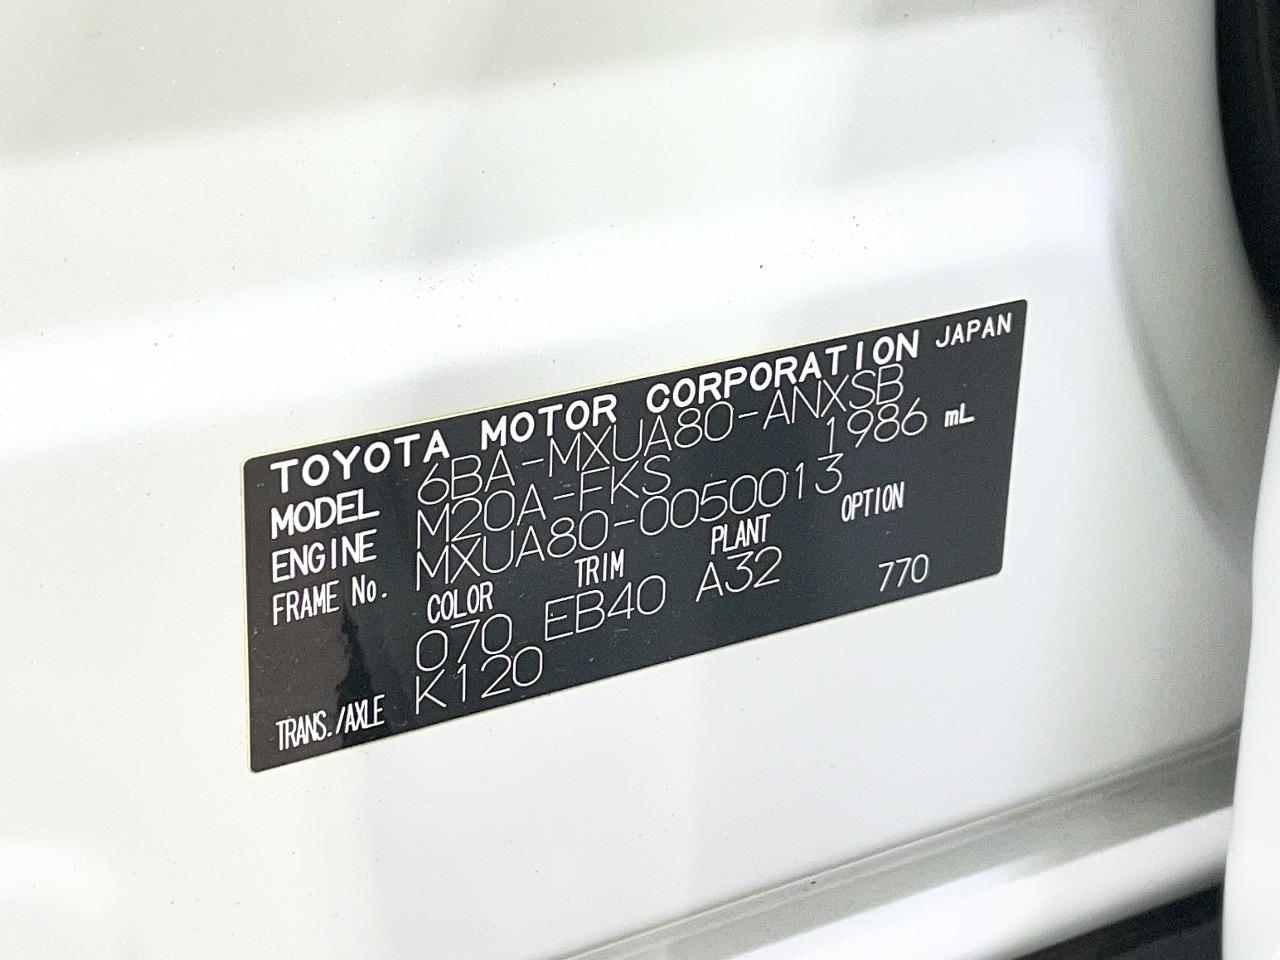 TOYOTA MOTOR CORPORATION JAPAN
MODEL 6BA-MXUA80-ANXSB
ENGINE M20A-FKS 1986 mL
FRAME No. MXUA80-0050013
COLOR TRIM PLANT OPTION
070 EB40 A32 770
TRANS./AXLE K120